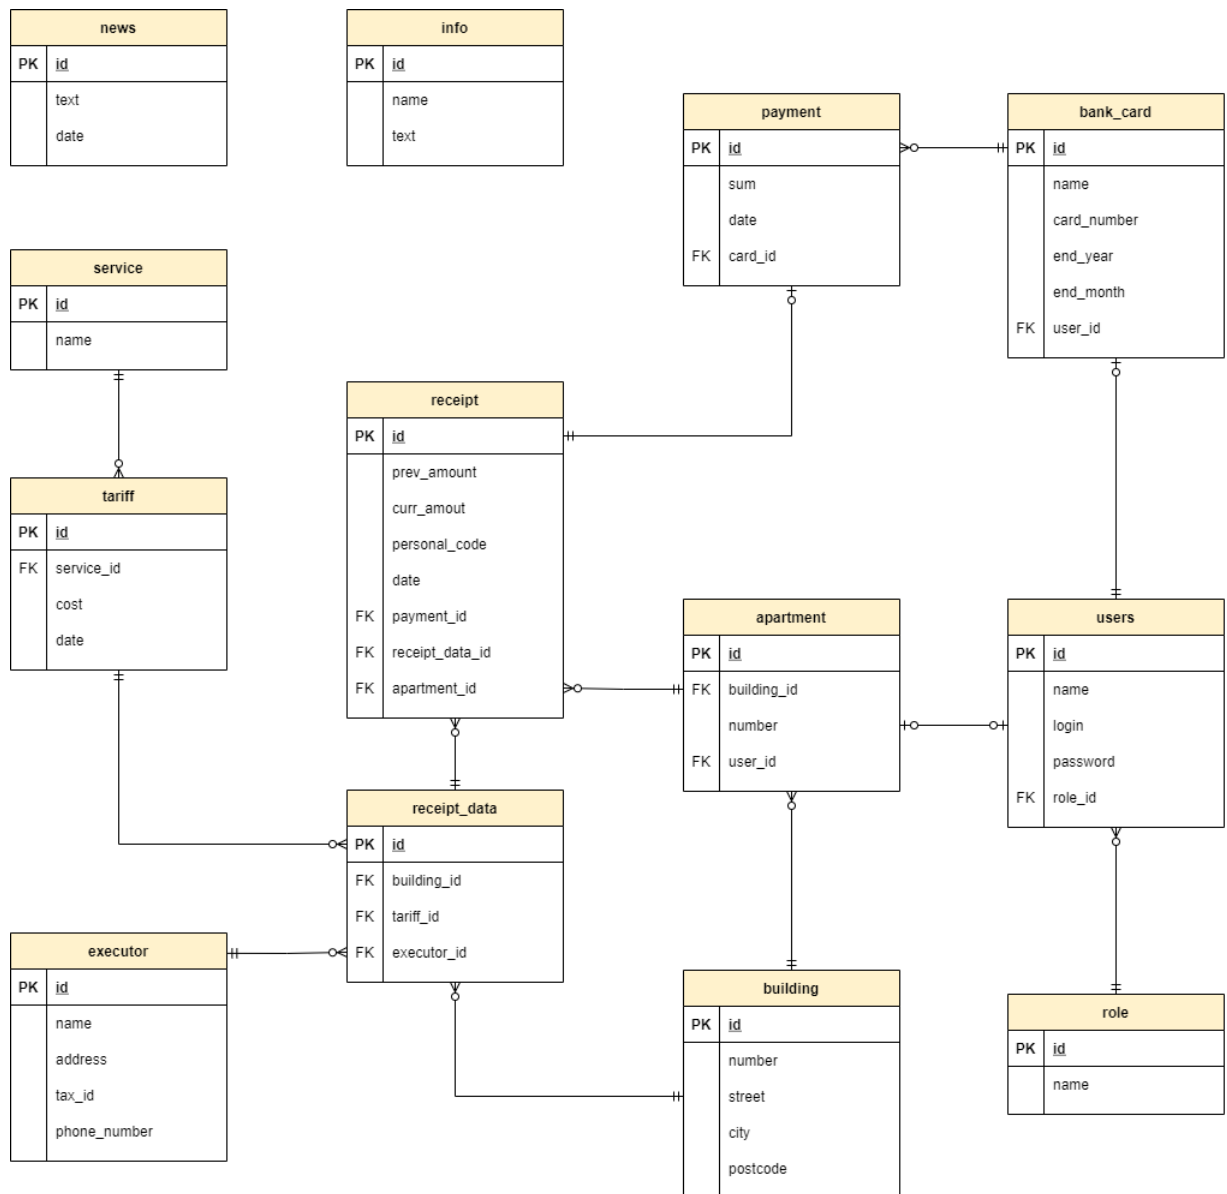 news
PK id
text
date
info
PK id
name
text
payment
PK id
sum
date
FK card_id
bank_card
PK id
name
card_number
end_year
end_month
FK user_id
service
PK id
name
receipt
PK id
prev_amount
curr_amout
personal_code
date
FK payment_id
FK receipt_data_id
FK apartment_id
tariff
PK id
FK service_id
cost
date
apartment
PK id
FK building_id
number
FK user_id
users
PK id
name
login
password
FK role_id
receipt_data
PK id
FK building_id
FK tariff_id
FK executor_id
executor
PK id
name
address
tax_id
phone_number
building
PK id
number
street
city
postcode
role
PK id
name